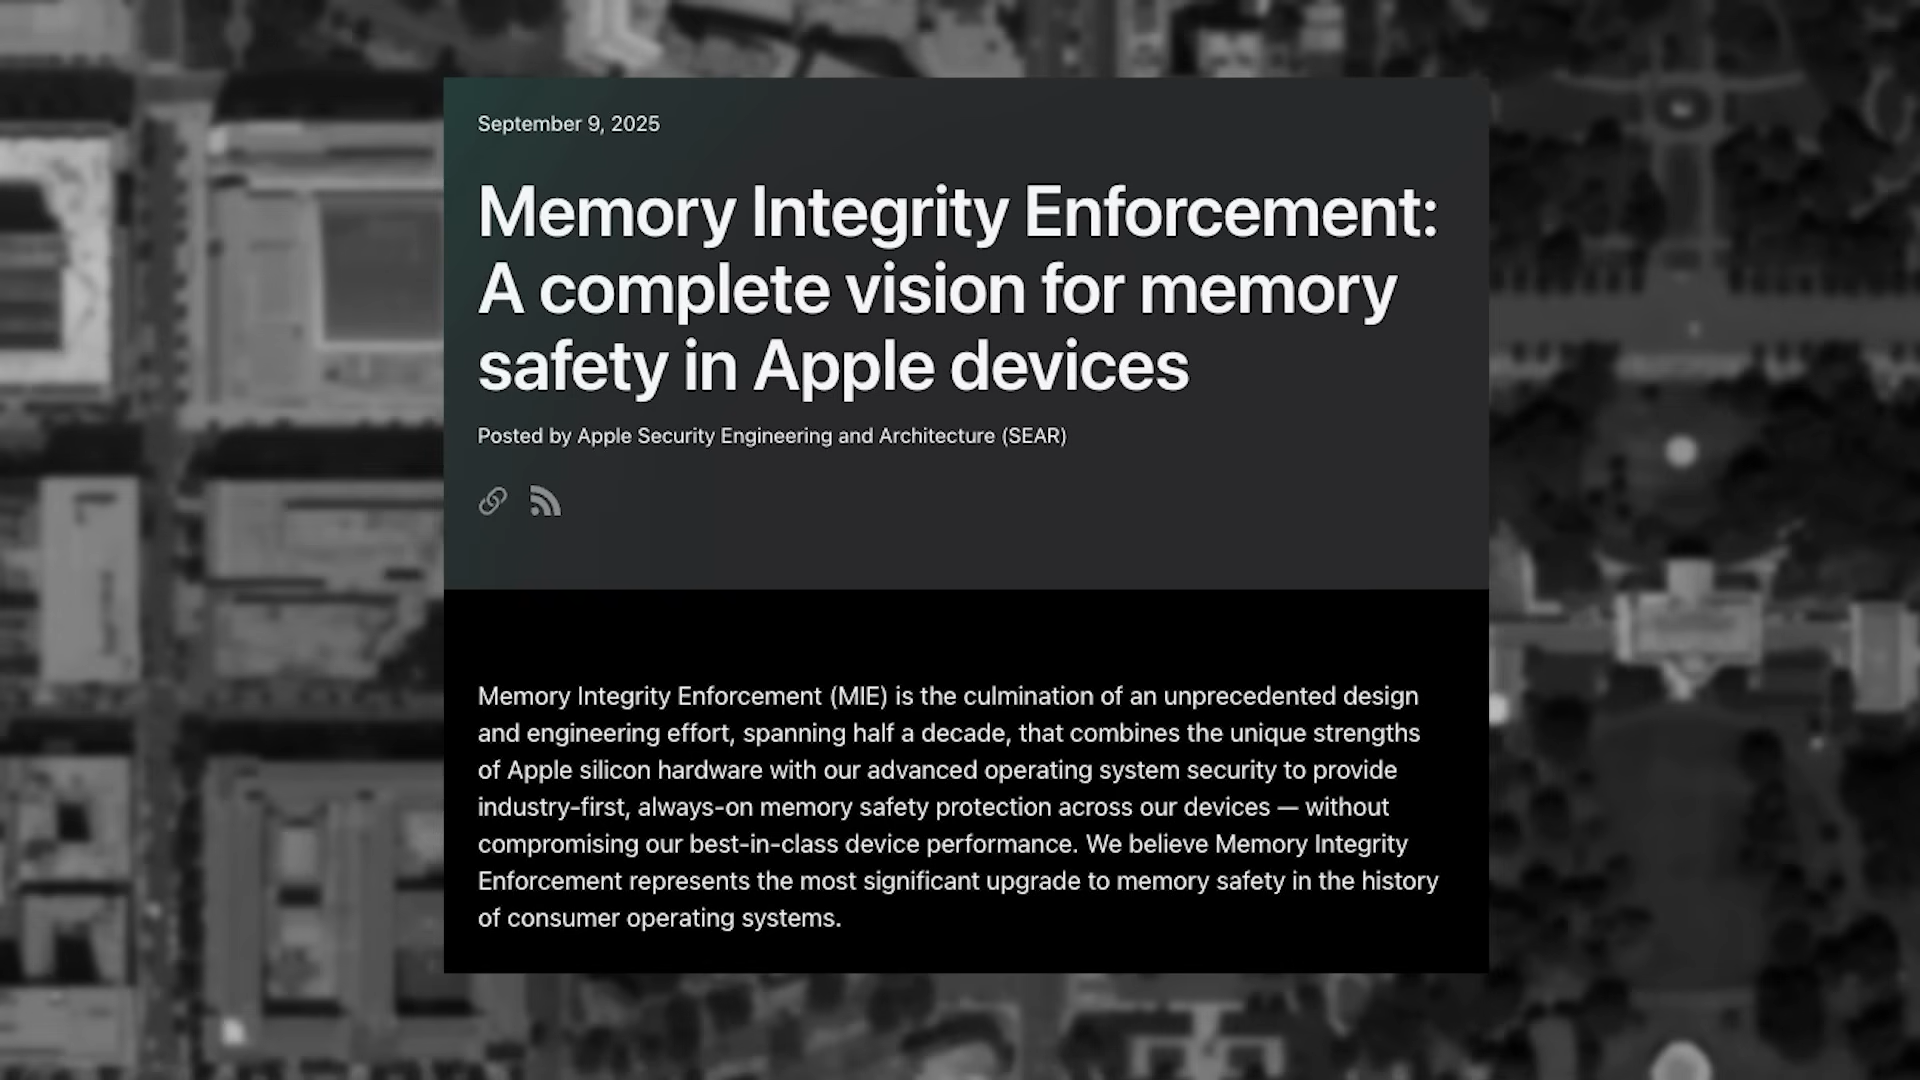 September 9, 2025
Memory Integrity Enforcement:
A complete vision for memory
safety in Apple devices
Posted by Apple Security Engineering and Architecture (SEAR)
Memory Integrity Enforcement (MIE) is the culmination of an unprecedented design
and engineering effort, spanning half a decade, that combines the unique strengths
of Apple silicon hardware with our advanced operating system security to provide
industry-first, always-on memory safety protection across our devices — without
compromising our best-in-class device performance. We believe Memory Integrity
Enforcement represents the most significant upgrade to memory safety in the history
of consumer operating systems.